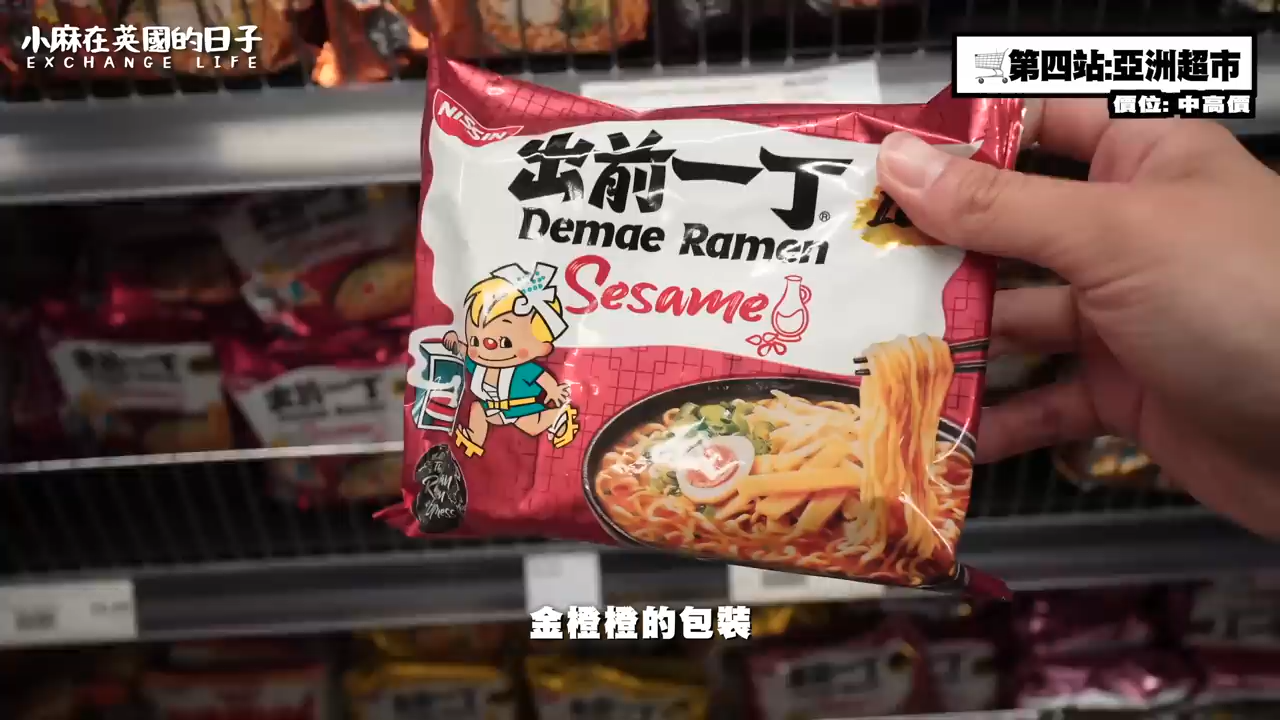 小麻在英國的日子
EXCHANGE LIFE
第四站:亞洲超市
價位: 中高價
NISSIN
出前一丁®
Demae Ramen
Sesame
金橙橙的包裝